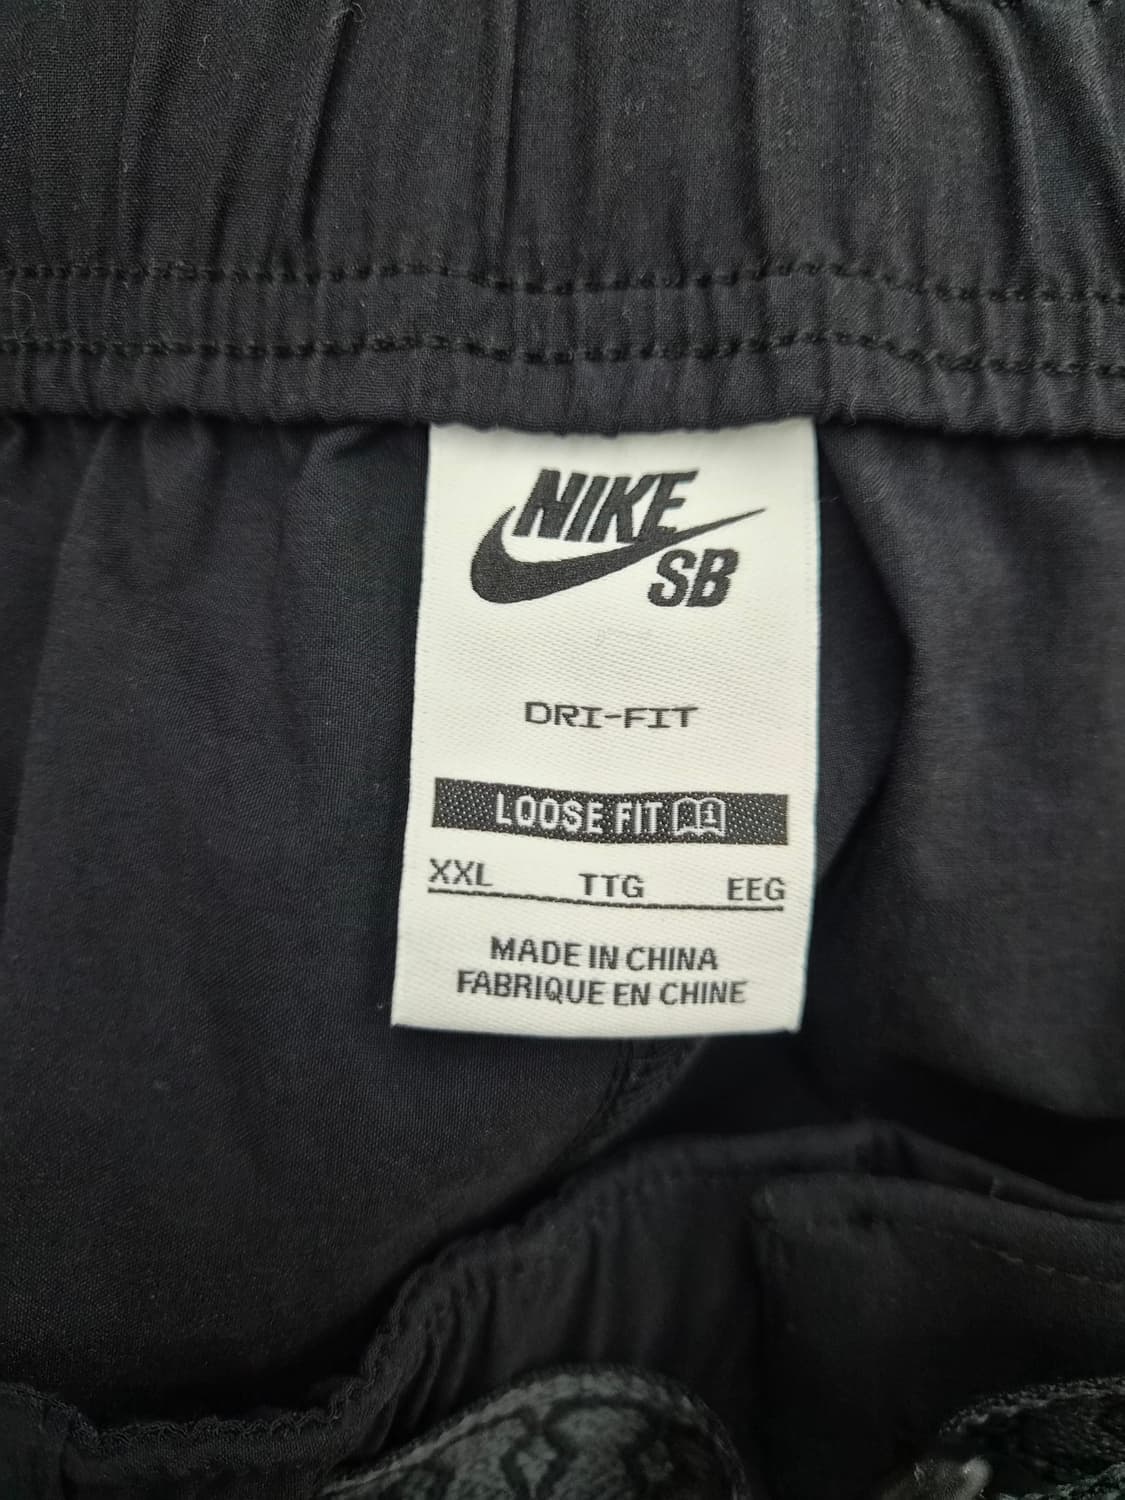 NIKE
SB
DRI-FIT
LOOSE FIT
XXL TTG EEG
MADE IN CHINA
FABRIQUE EN CHINE